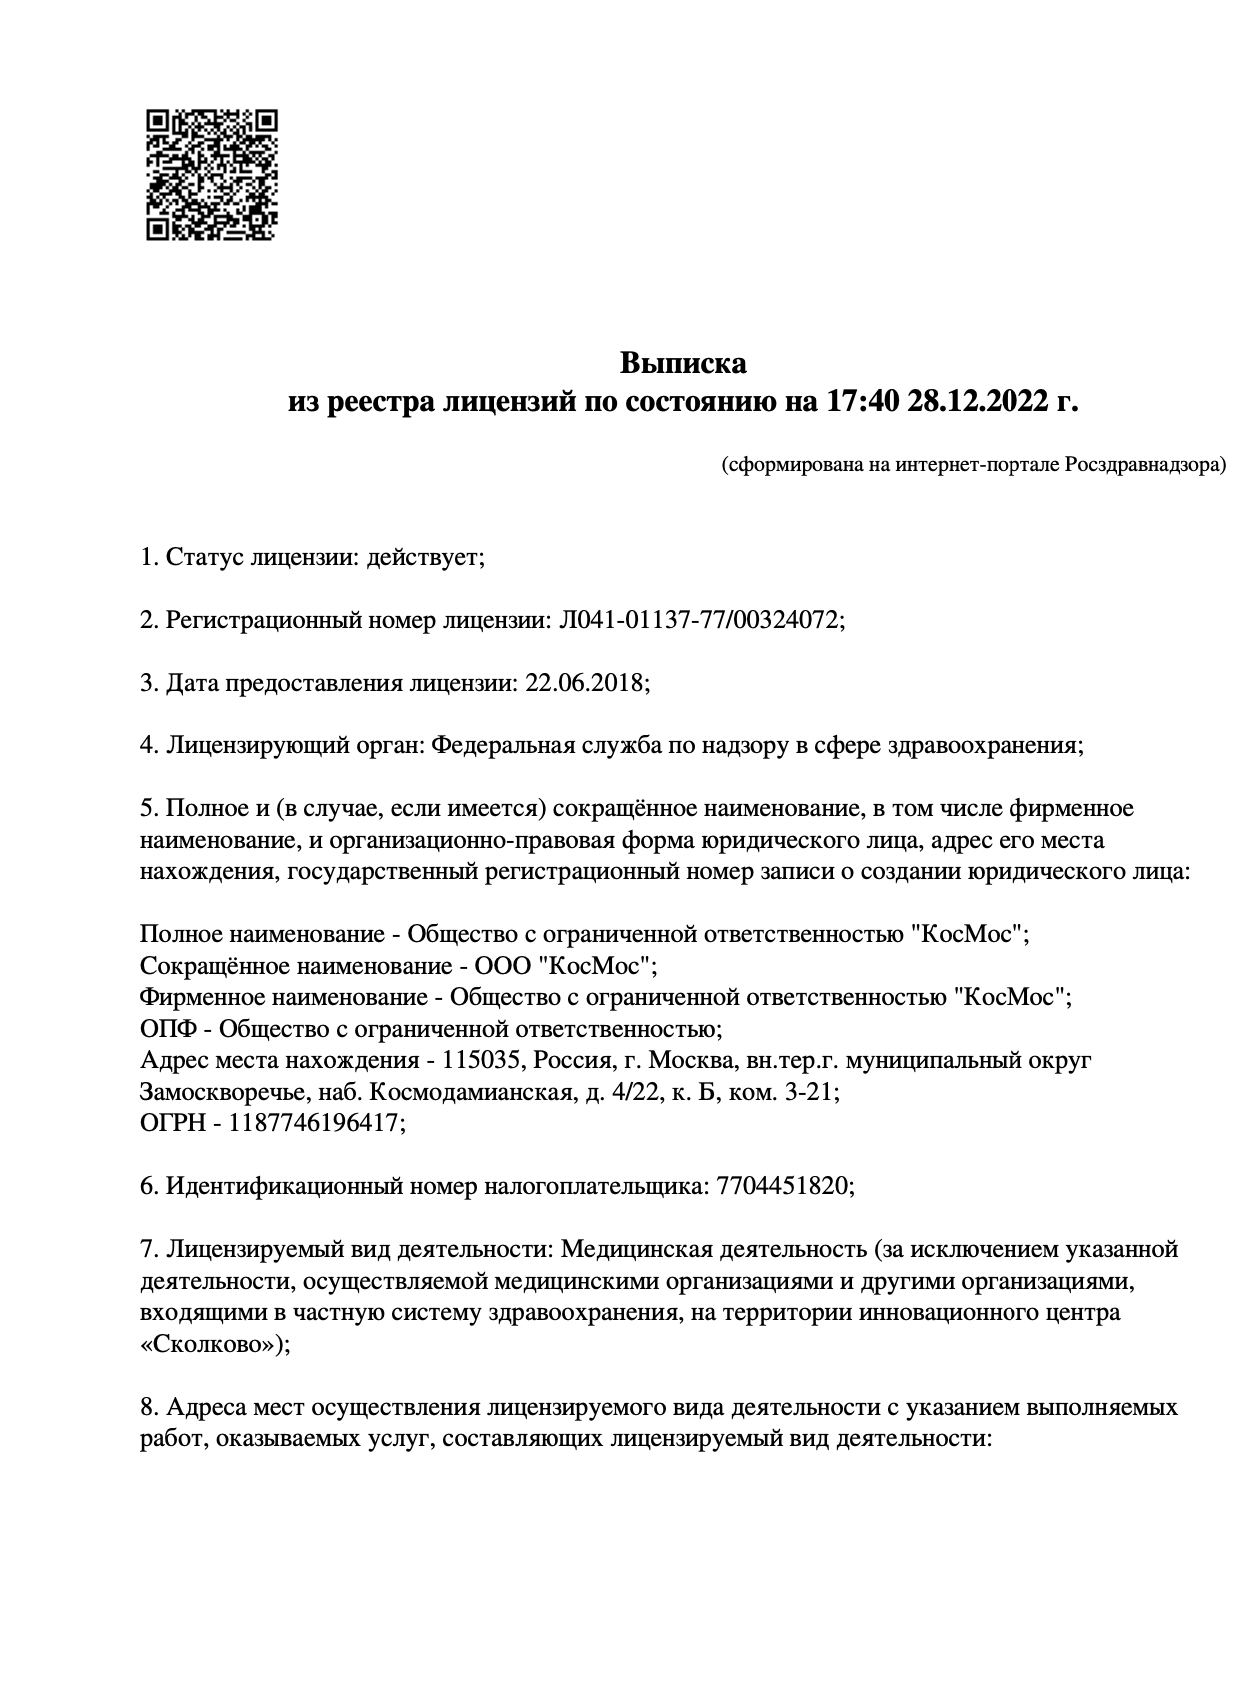 Выписка
из реестра лицензий по состоянию на 17:40 28.12.2022 г.
(сформирована на интернет-портале Росздравнадзора)
1. Статус лицензии: действует;
2. Регистрационный номер лицензии: Л041-01137-77/00324072;
3. Дата предоставления лицензии: 22.06.2018;
4. Лицензирующий орган: Федеральная служба по надзору в сфере здравоохранения;
5. Полное и (в случае, если имеется) сокращённое наименование, в том числе фирменное
наименование, и организационно-правовая форма юридического лица, адрес его места
нахождения, государственный регистрационный номер записи о создании юридического лица:
Полное наименование - Общество с ограниченной ответственностью "КосМос";
Сокращённое наименование - ООО "КосМос";
Фирменное наименование - Общество с ограниченной ответственностью "КосМос";
ОПФ - Общество с ограниченной ответственностью;
Адрес места нахождения - 115035, Россия, г. Москва, вн.тер.г. муниципальный округ
Замоскворечье, наб. Космодамианская, д. 4/22, к. Б, ком. 3-21;
ОГРН - 1187746196417;
6. Идентификационный номер налогоплательщика: 7704451820;
7. Лицензируемый вид деятельности: Медицинская деятельность (за исключением указанной
деятельности, осуществляемой медицинскими организациями и другими организациями,
входящими в частную систему здравоохранения, на территории инновационного центра
«Сколково»);
8. Адреса мест осуществления лицензируемого вида деятельности с указанием выполняемых
работ, оказываемых услуг, составляющих лицензируемый вид деятельности: